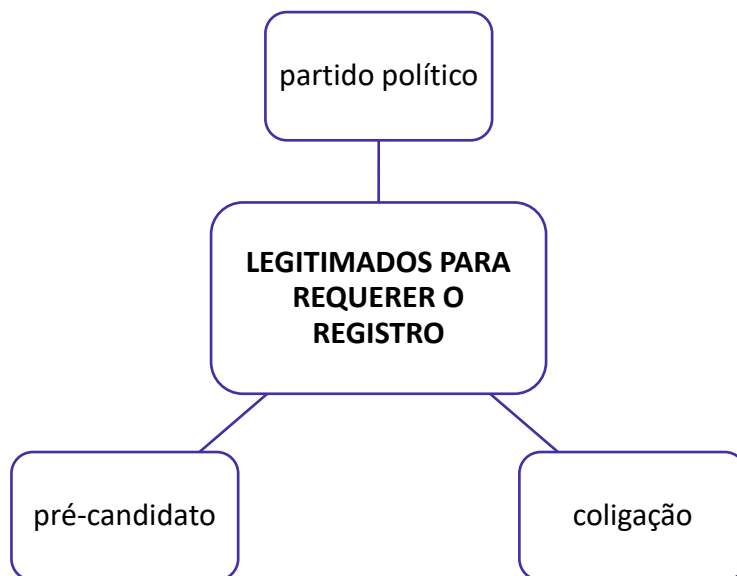 partido político
LEGITIMADOS PARA
REQUERER O
REGISTRO
pré-candidato
coligação